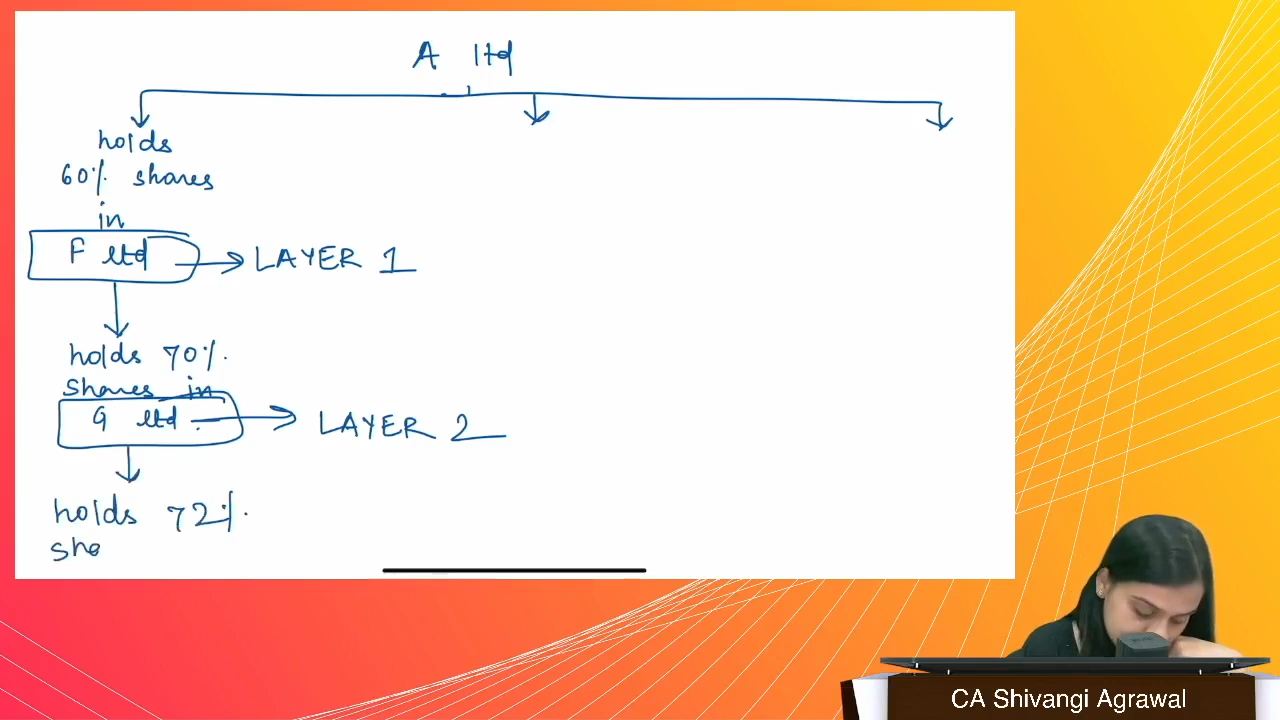 A ltd
holds
60% shares
in
F ltd → LAYER 1
holds 70%.
shares in
G ltd. → LAYER 2
holds 72%.
sha
CA Shivangi Agrawal